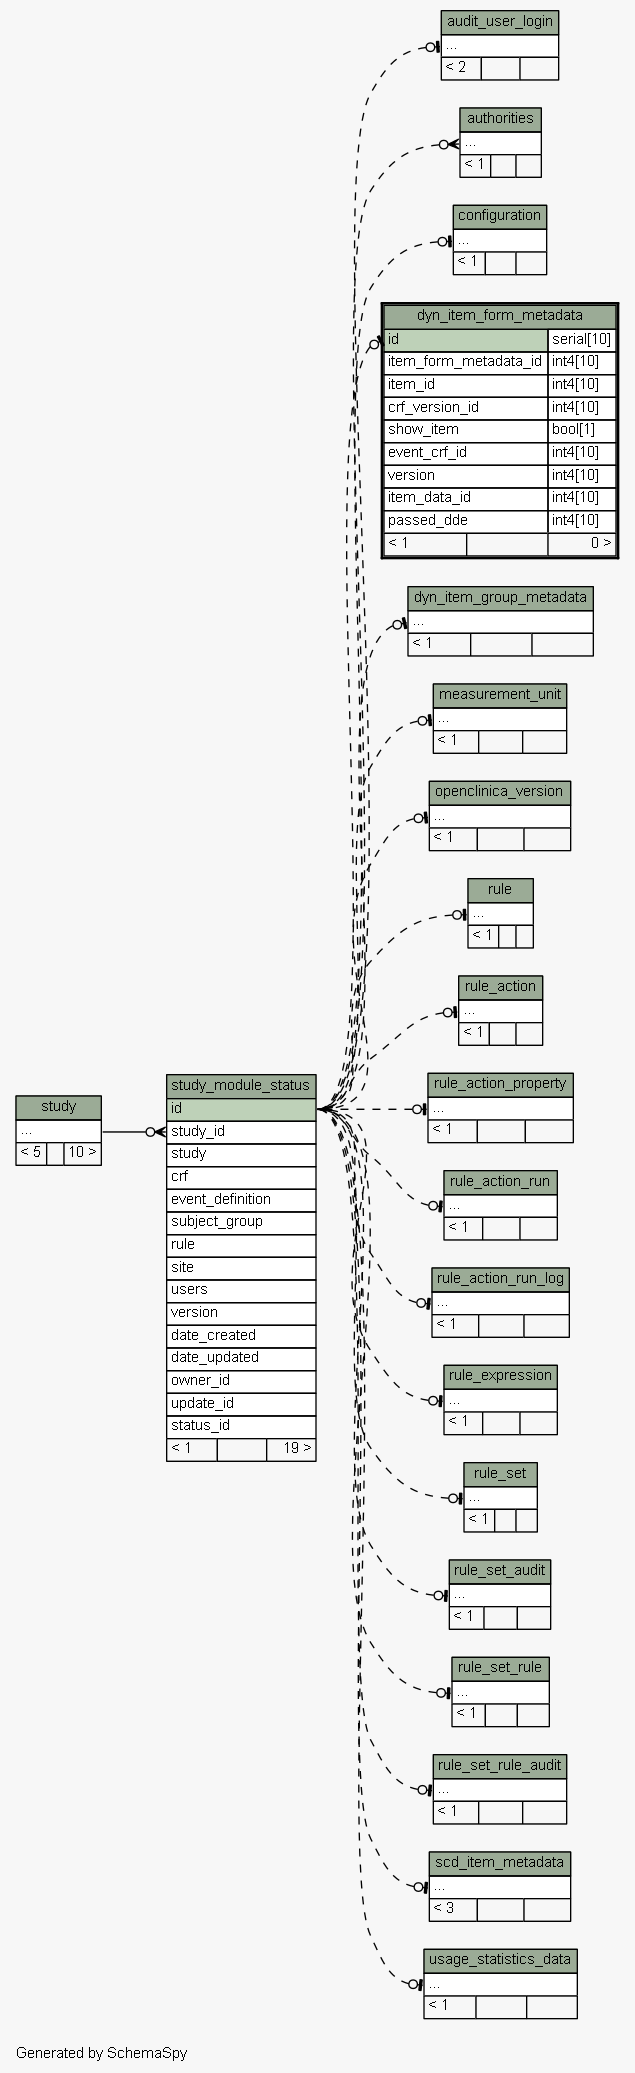 audit_user_login
...
< 2
authorities
...
< 1
configuration
...
< 1
dyn_item_form_metadata
id serial[10]
item_form_metadata_id int4[10]
item_id int4[10]
crf_version_id int4[10]
show_item bool[1]
event_crf_id int4[10]
version int4[10]
item_data_id int4[10]
passed_dde int4[10]
< 1 0 >
dyn_item_group_metadata
...
< 1
measurement_unit
...
< 1
openclinica_version
...
< 1
rule
...
< 1
rule_action
...
< 1
study
...
< 5 10 >
study_module_status
id
study_id
study
crf
event_definition
subject_group
rule
site
users
version
date_created
date_updated
owner_id
update_id
status_id
< 1 19 >
rule_action_property
...
< 1
rule_action_run
...
< 1
rule_action_run_log
...
< 1
rule_expression
...
< 1
rule_set
...
< 1
rule_set_audit
...
< 1
rule_set_rule
...
< 1
rule_set_rule_audit
...
< 1
scd_item_metadata
...
< 3
usage_statistics_data
...
< 1
Generated by SchemaSpy